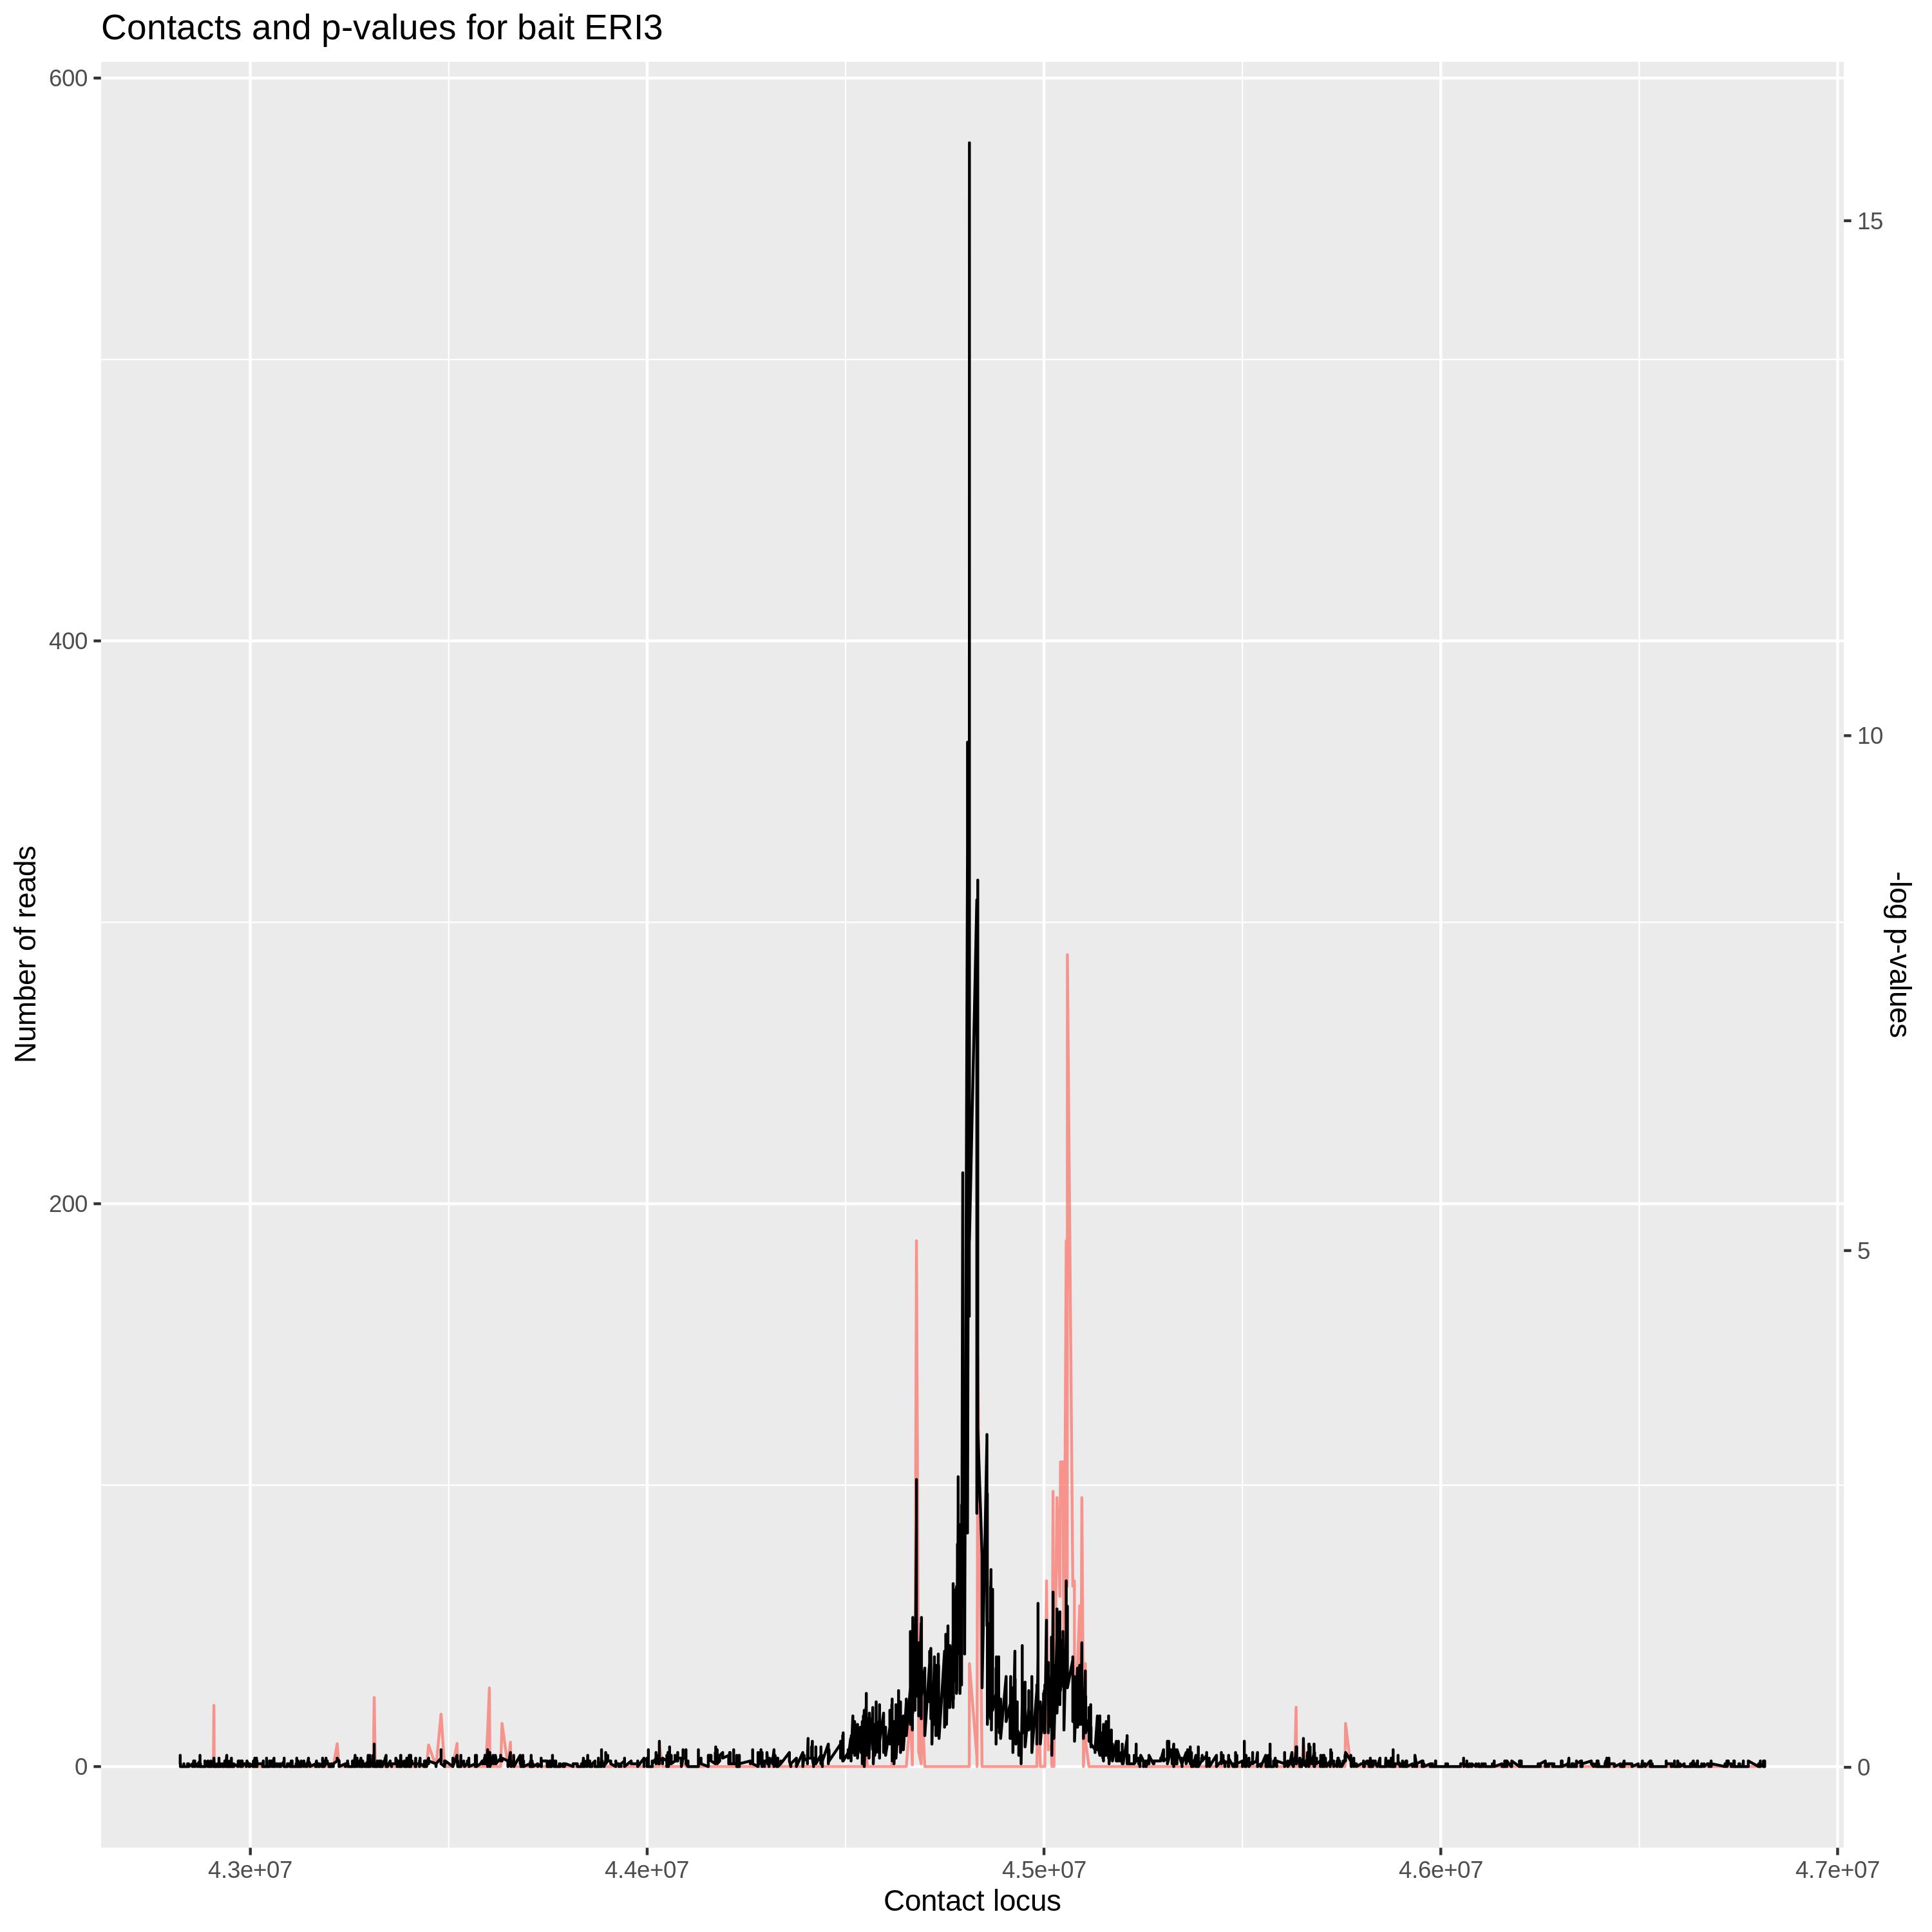 Contacts and p-values for bait ERI3
600
400
200
0
Number of reads
15
10
5
0
-log p-values
4.3e+07
4.4e+07
4.5e+07
4.6e+07
4.7e+07
Contact locus